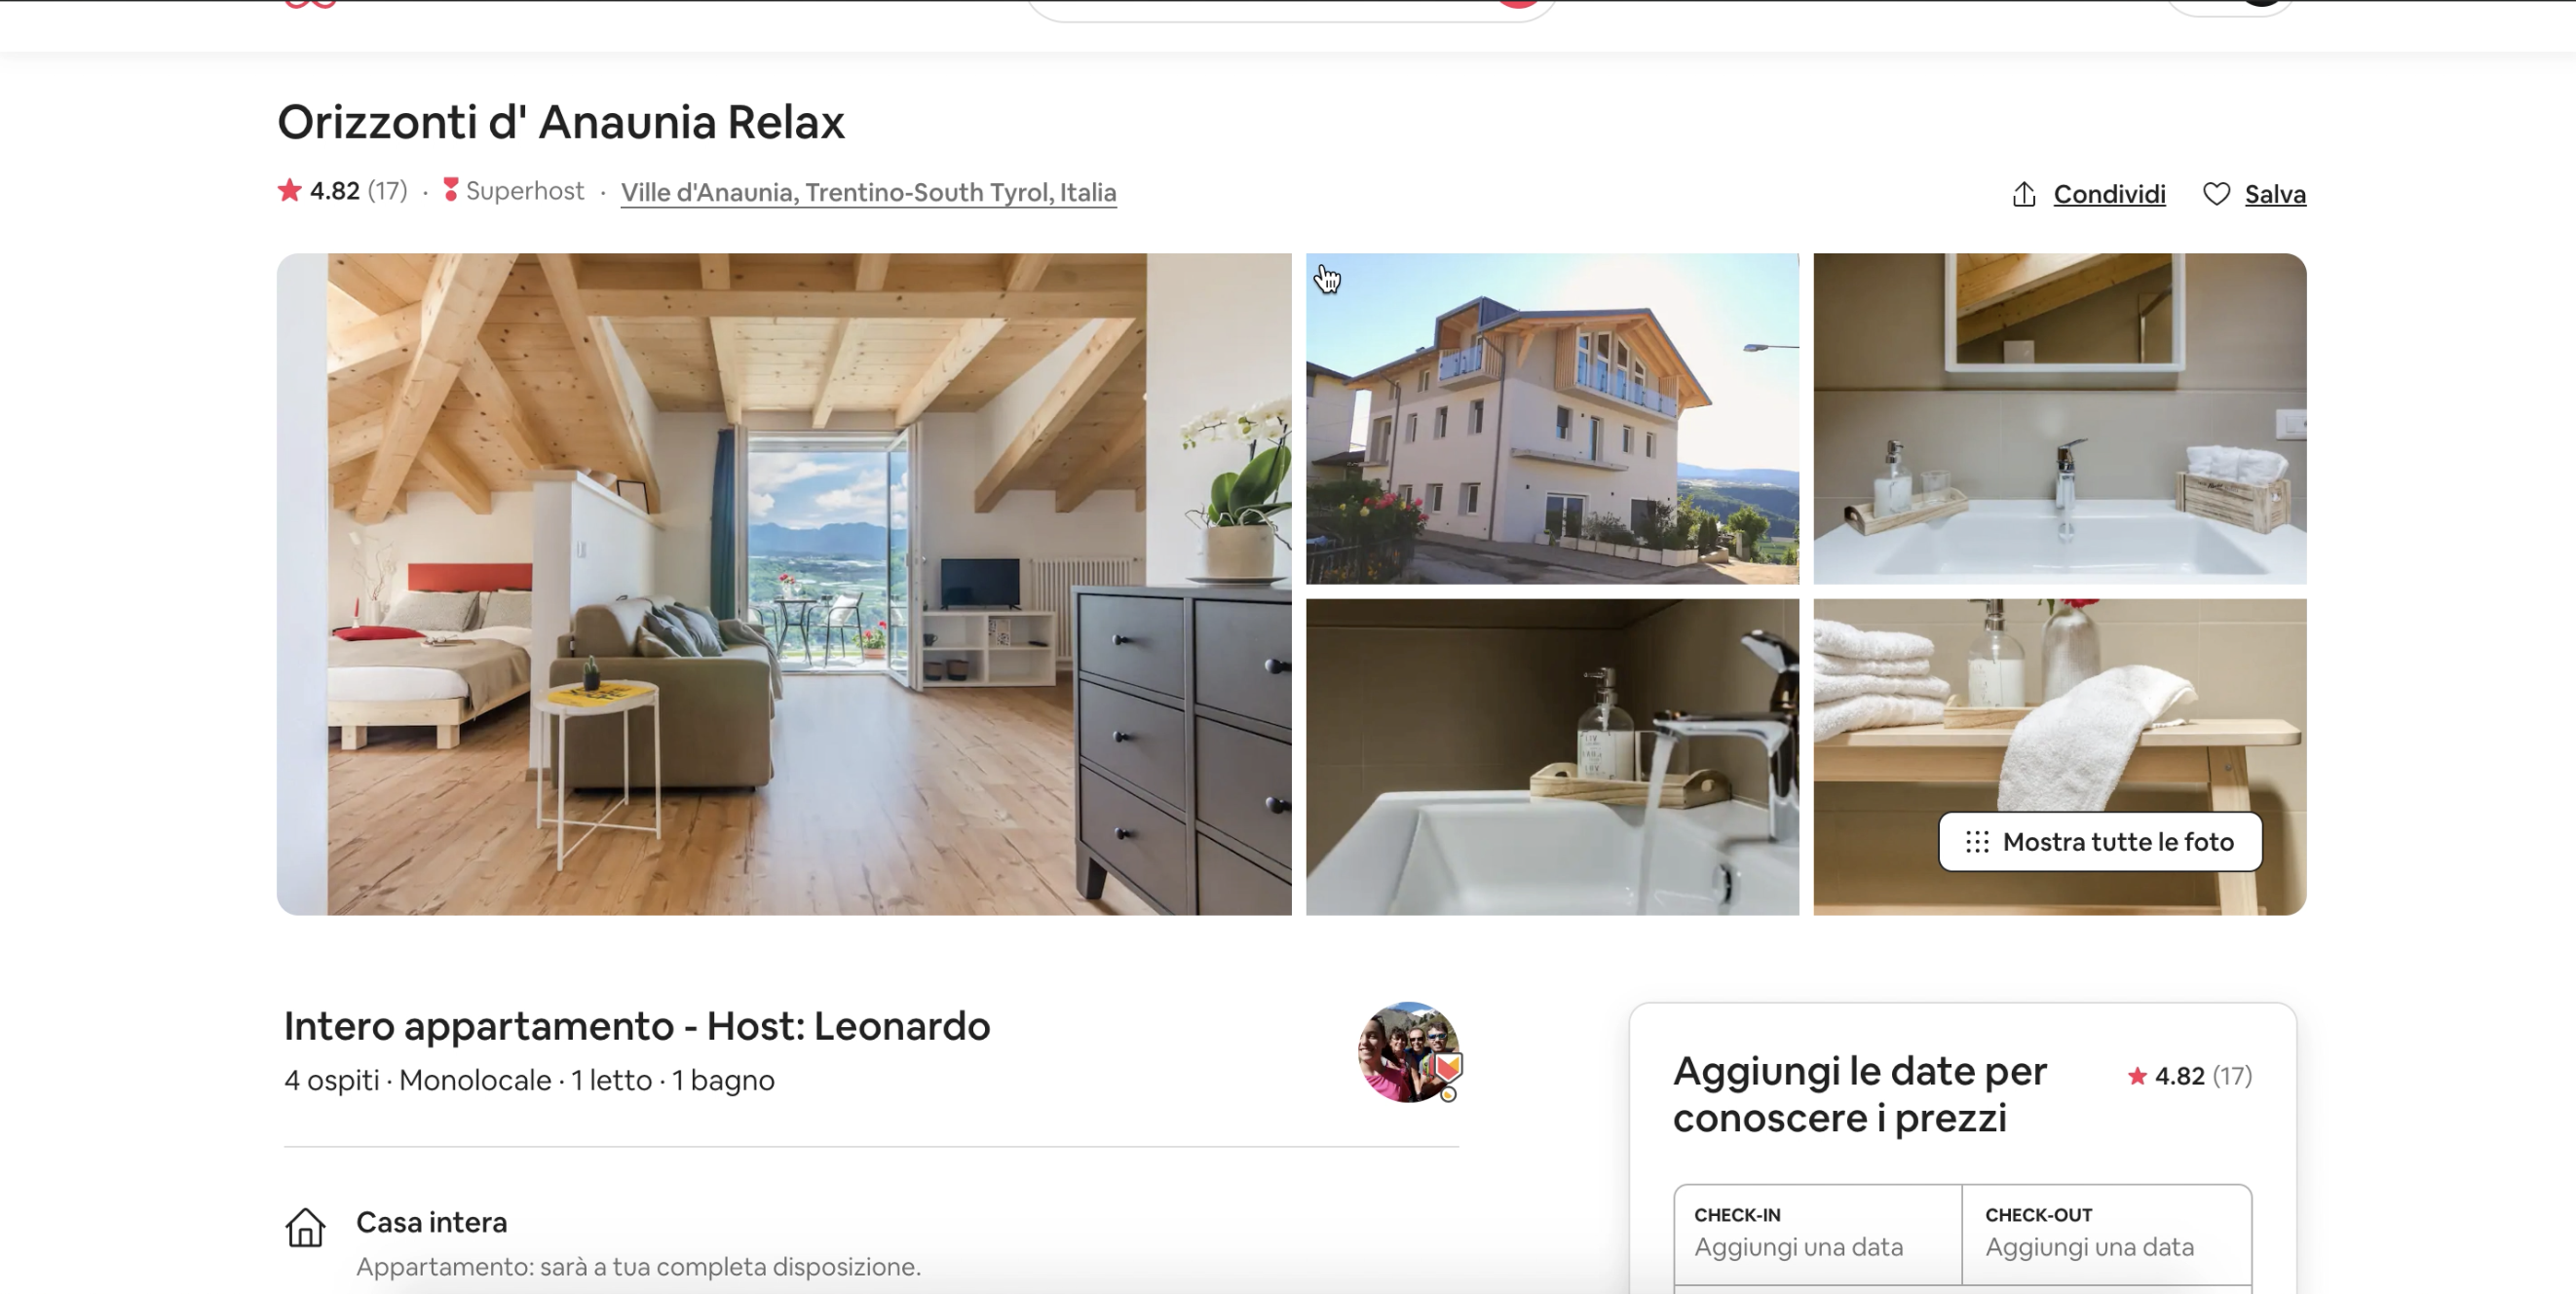 Orizzonti d' Anaunia Relax
4.82 (17) · Superhost · Ville d'Anaunia, Trentino-South Tyrol, Italia
Condividi Salva
Mostra tutte le foto
Intero appartamento - Host: Leonardo
4 ospiti · Monolocale · 1 letto · 1 bagno
Aggiungi le date per
conoscere i prezzi
4.82 (17)
CHECK-IN
Aggiungi una data
CHECK-OUT
Aggiungi una data
Casa intera
Appartamento: sarà a tua completa disposizione.